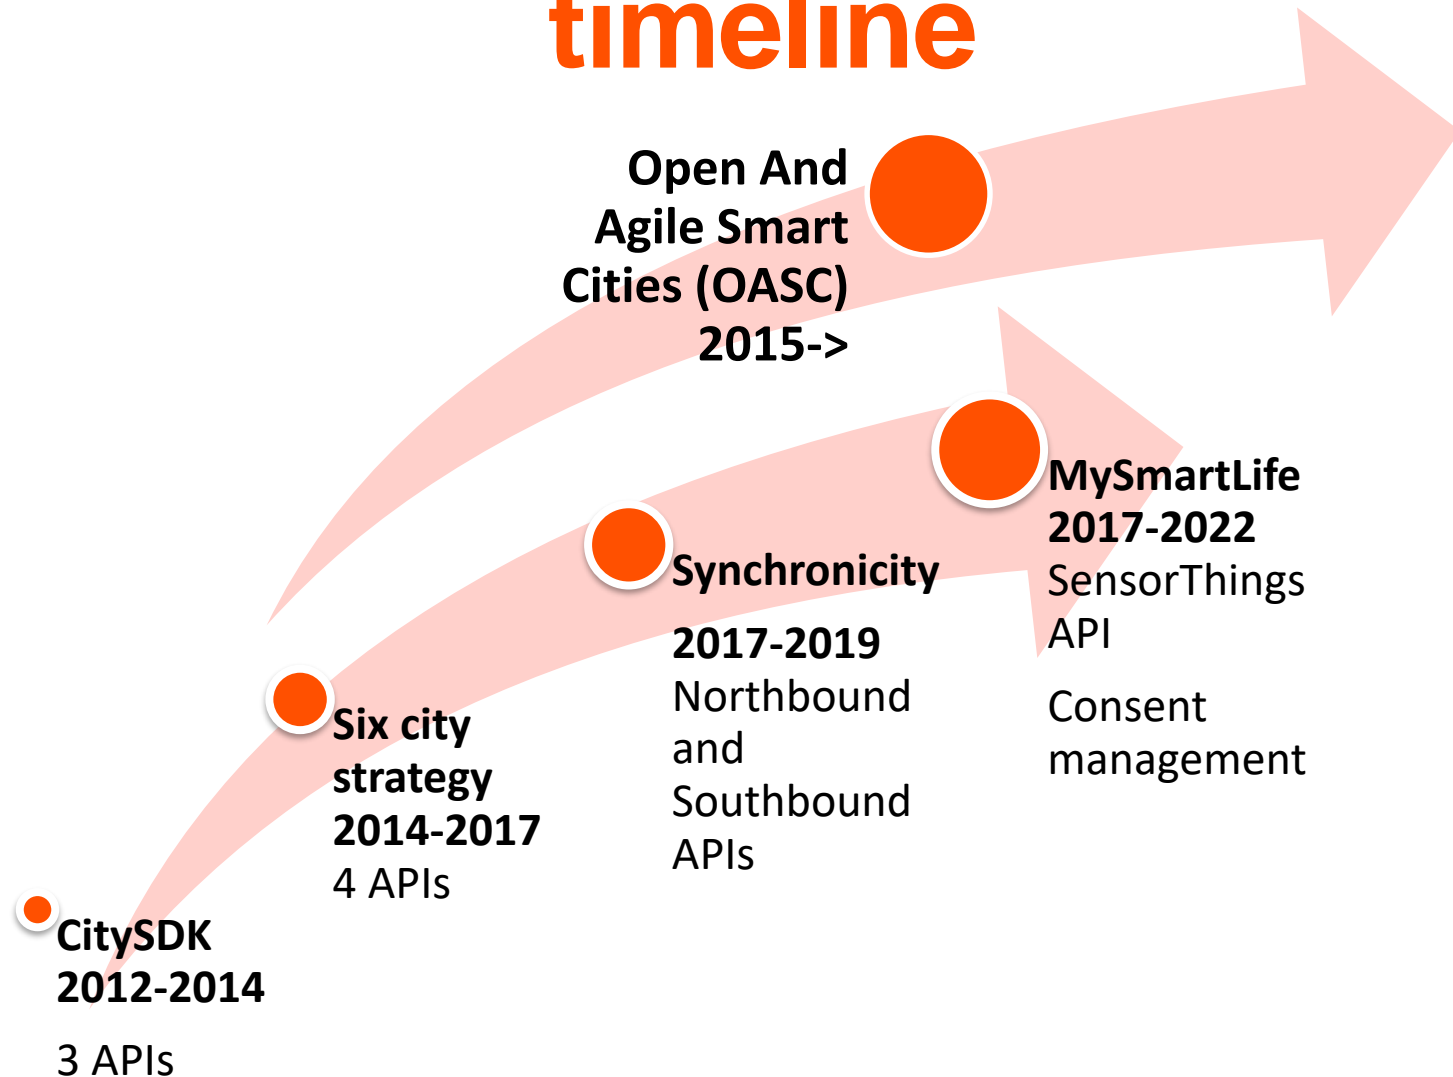 timeline
Open And
Agile Smart
Cities (OASC)
2015->
MySmartLife
2017-2022
SensorThings
API
Consent
management
Synchronicity
2017-2019
Northbound
and
Southbound
APIs
Six city
strategy
2014-2017
4 APIs
CitySDK
2012-2014
3 APIs